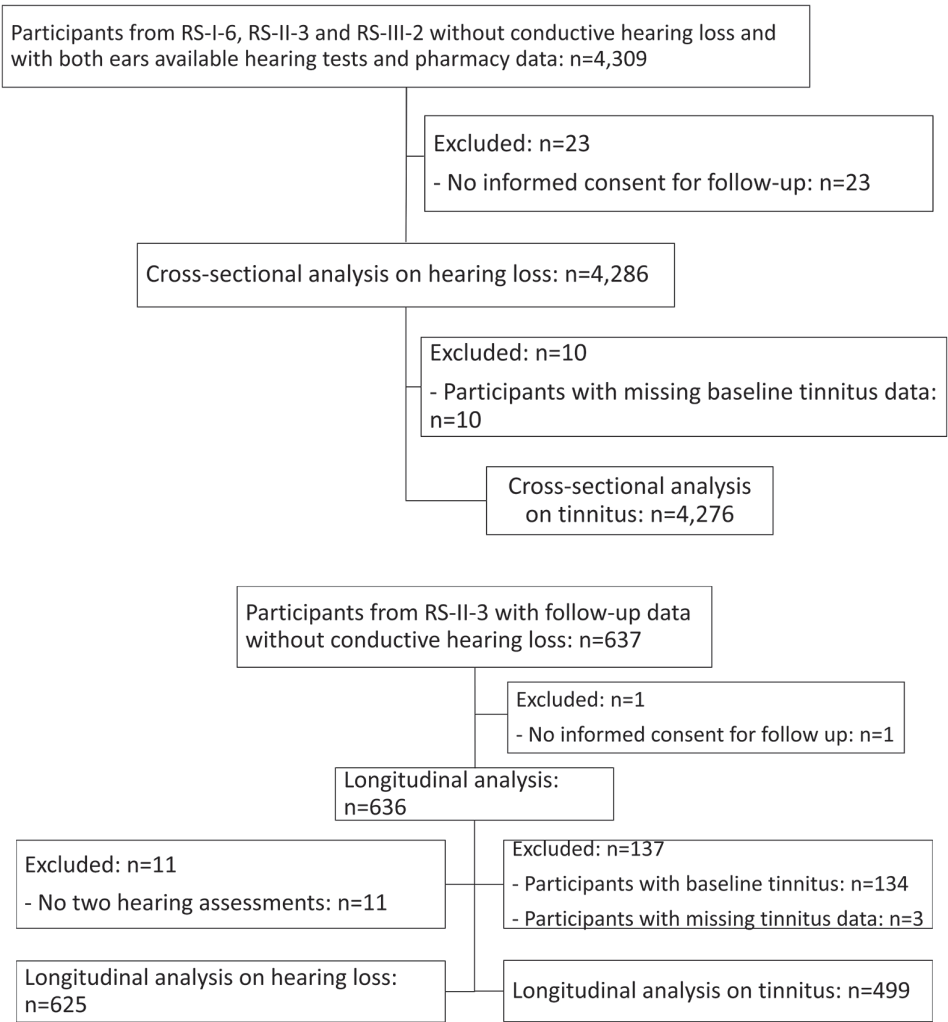 Participants from RS-I-6, RS-II-3 and RS-III-2 without conductive hearing loss and
with both ears available hearing tests and pharmacy data: n=4,309
Excluded: n=23
- No informed consent for follow-up: n=23
Cross-sectional analysis on hearing loss: n=4,286
Excluded: n=10
- Participants with missing baseline tinnitus data:
n=10
Cross-sectional analysis
on tinnitus: n=4,276
Participants from RS-II-3 with follow-up data
without conductive hearing loss: n=637
Excluded: n=1
- No informed consent for follow up: n=1
Longitudinal analysis:
n=636
Excluded: n=11
- No two hearing assessments: n=11
Excluded: n=137
- Participants with baseline tinnitus: n=134
- Participants with missing tinnitus data: n=3
Longitudinal analysis on hearing loss:
n=625
Longitudinal analysis on tinnitus: n=499